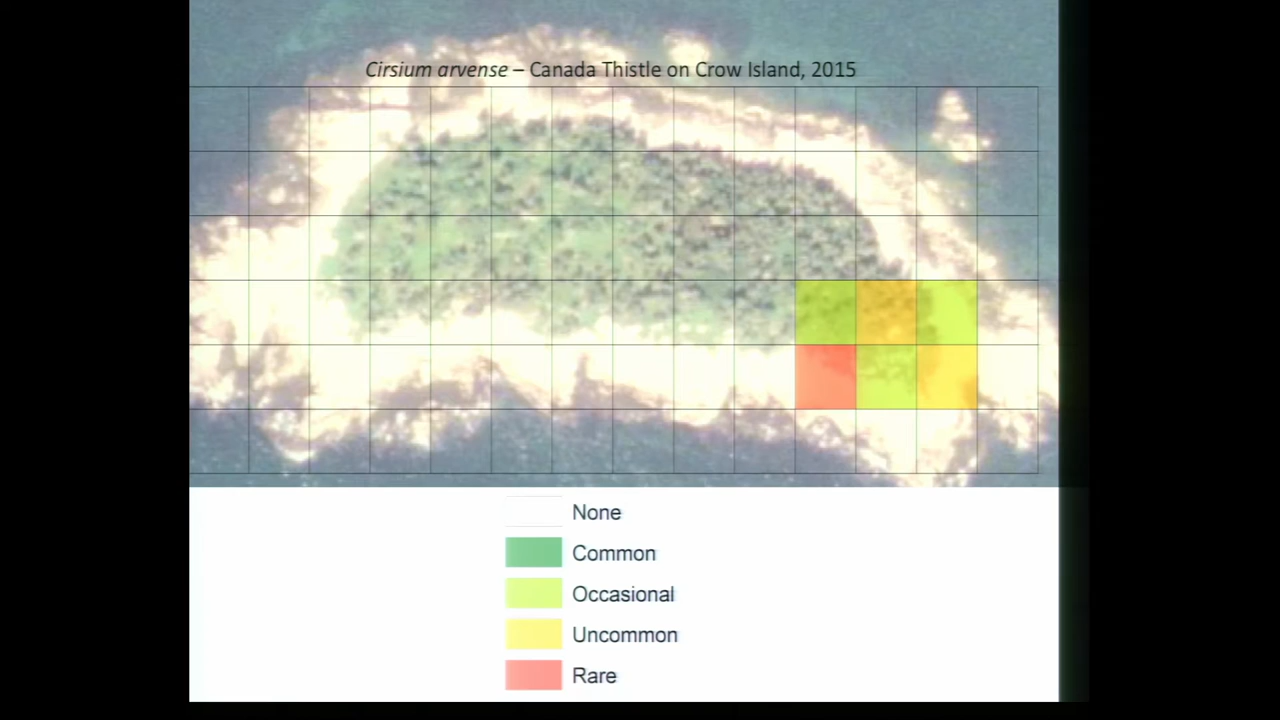 Cirsium arvense – Canada Thistle on Crow Island, 2015
None
Common
Occasional
Uncommon
Rare